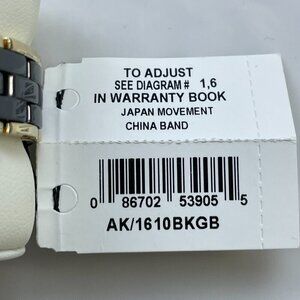 TO ADJUST
SEE DIAGRAM # 1,6
IN WARRANTY BOOK
JAPAN MOVEMENT
CHINA BAND
0 86702 53905 5
AK/1610BKGB